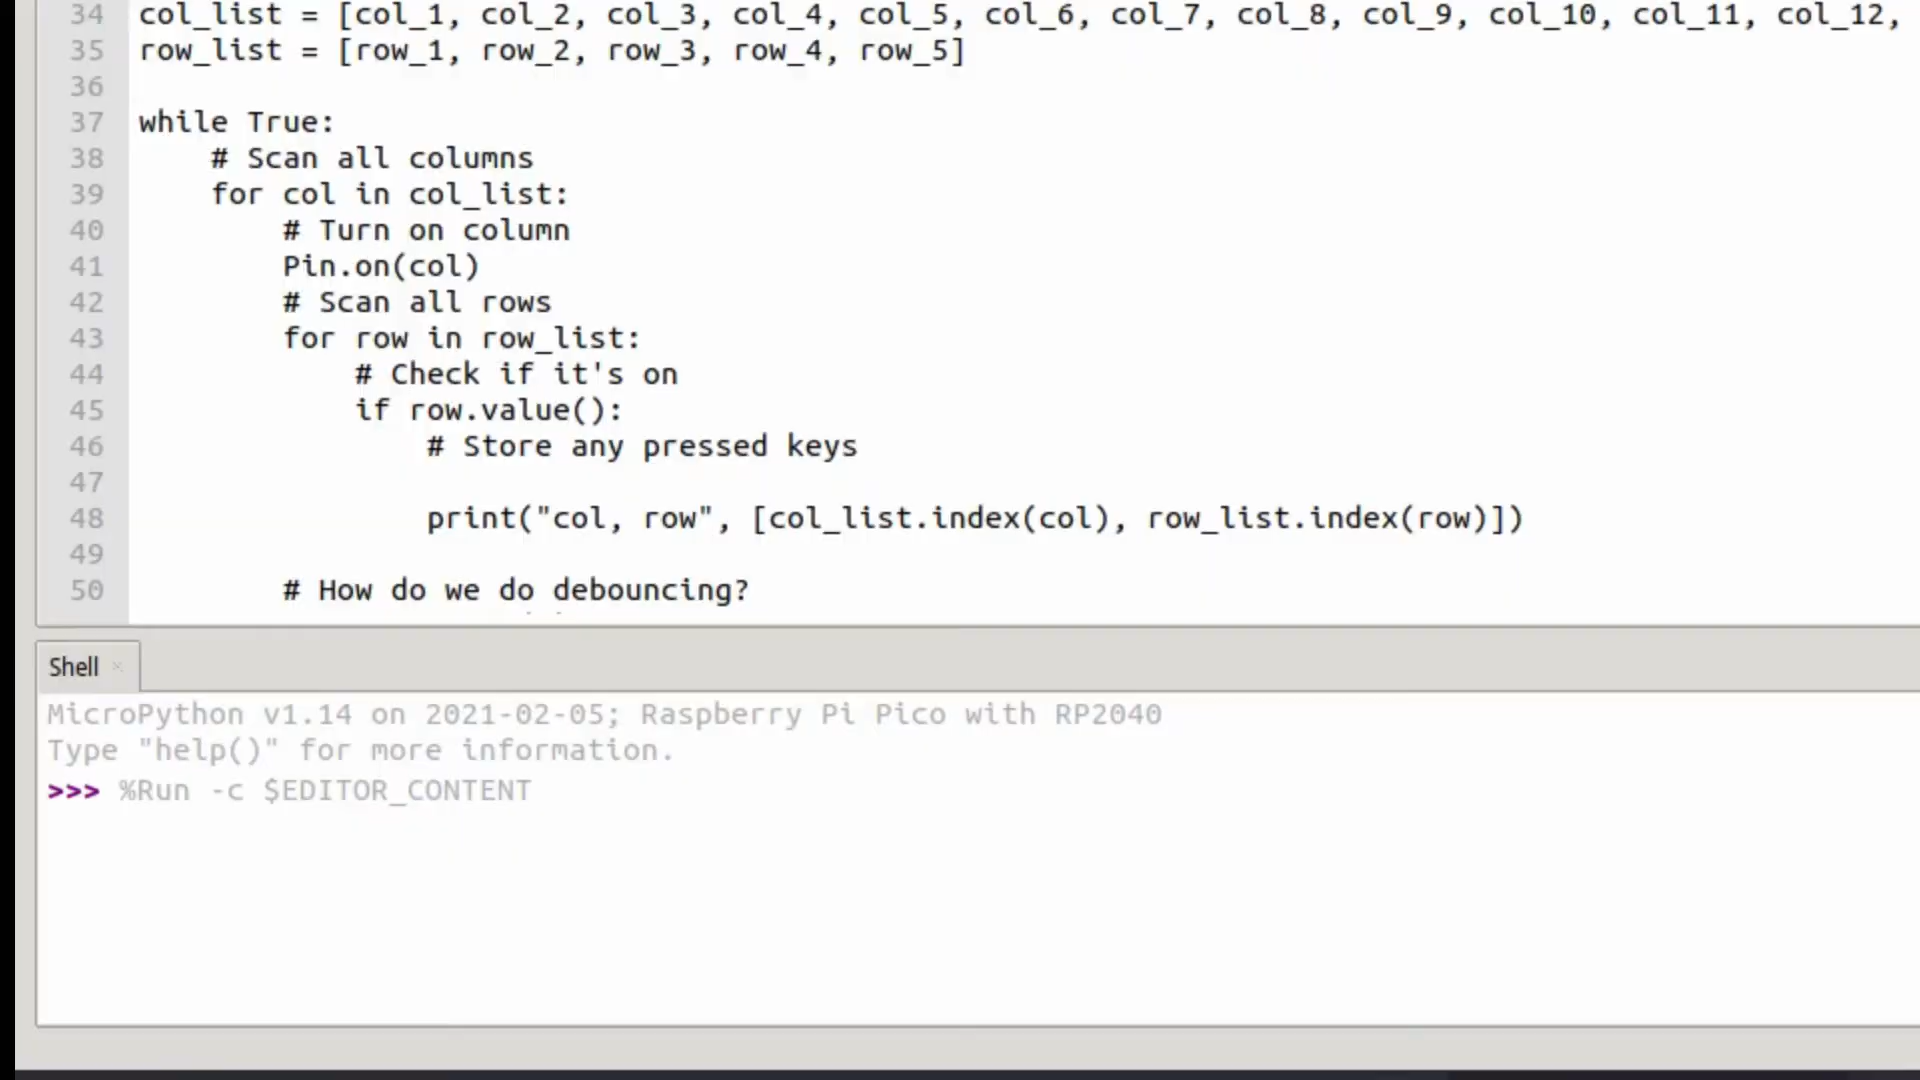 34 col_list = [col_1, col_2, col_3, col_4, col_5, col_6, col_7, col_8, col_9, col_10, col_11, col_12,
35 row_list = [row_1, row_2, row_3, row_4, row_5]
36
37 while True:
38     # Scan all columns
39     for col in col_list:
40         # Turn on column
41         Pin.on(col)
42         # Scan all rows
43         for row in row_list:
44             # Check if it's on
45             if row.value():
46                 # Store any pressed keys
47
48                 print("col, row", [col_list.index(col), row_list.index(row)])
49
50         # How do we do debouncing?
Shell
MicroPython v1.14 on 2021-02-05; Raspberry Pi Pico with RP2040
Type "help()" for more information.
>>> %Run -c $EDITOR_CONTENT